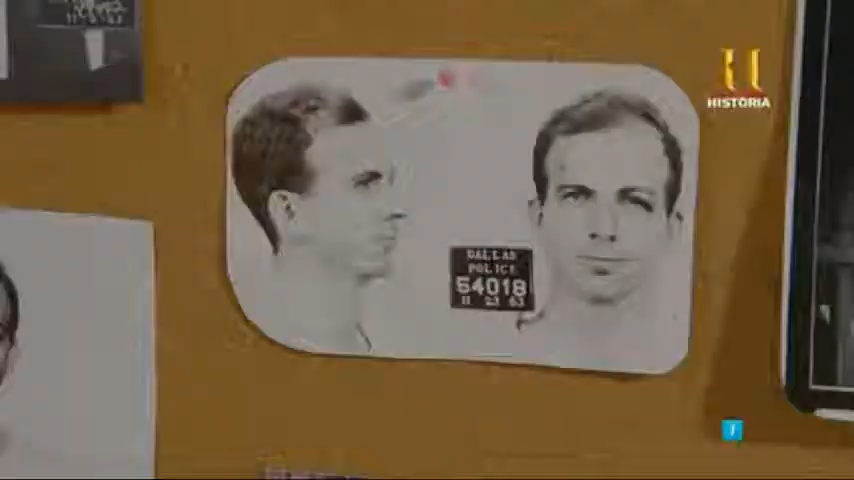 HISTORIA
DALLAS
POLICE
54018
11 23 63